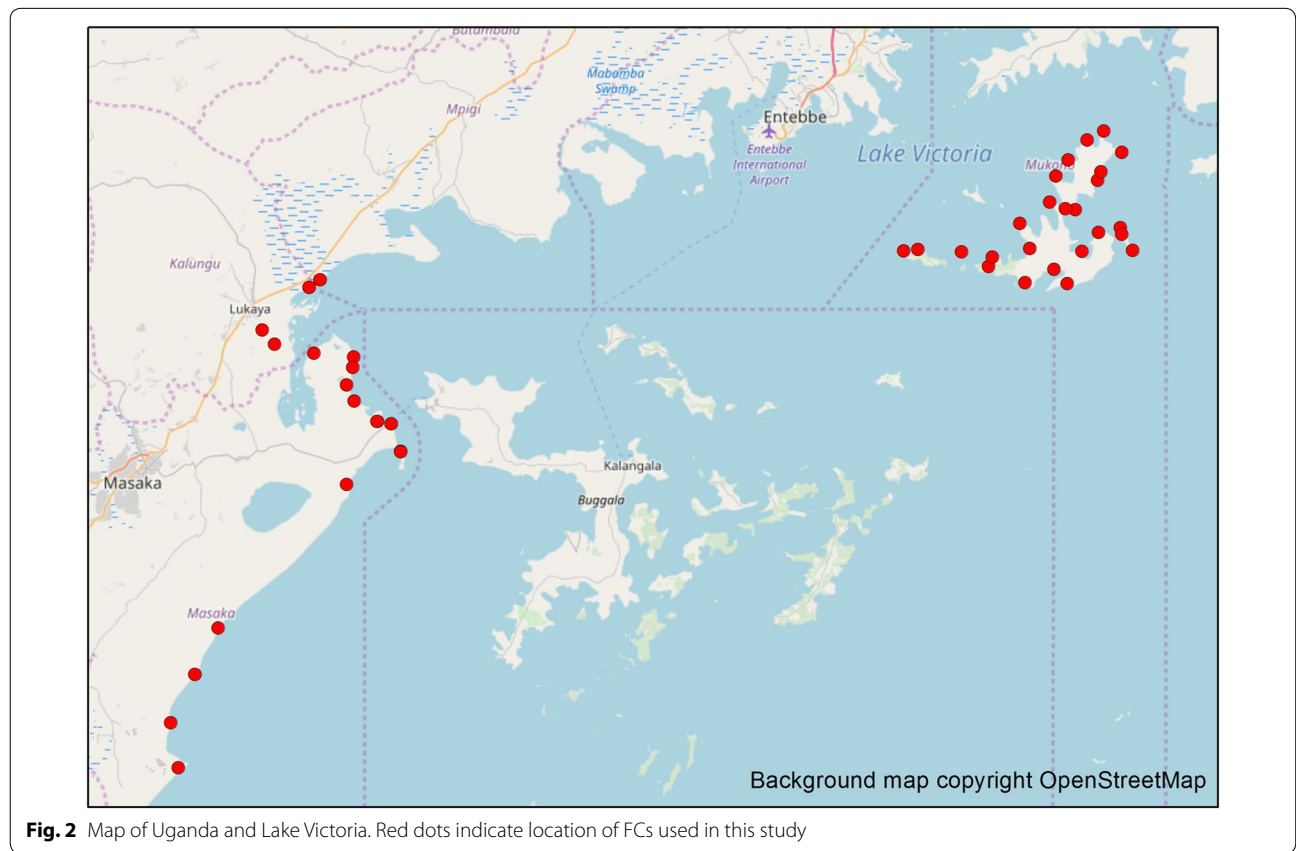 Butambala
Mabamba
Swamp
Mpigi
Entebbe
Entebbe
International
Airport
Lake Victoria
Mukono
Kalungu
Lukaya
Masaka
Kalangala
Buggala
Masaka
Background map copyright OpenStreetMap
Fig. 2 Map of Uganda and Lake Victoria. Red dots indicate location of FCs used in this study